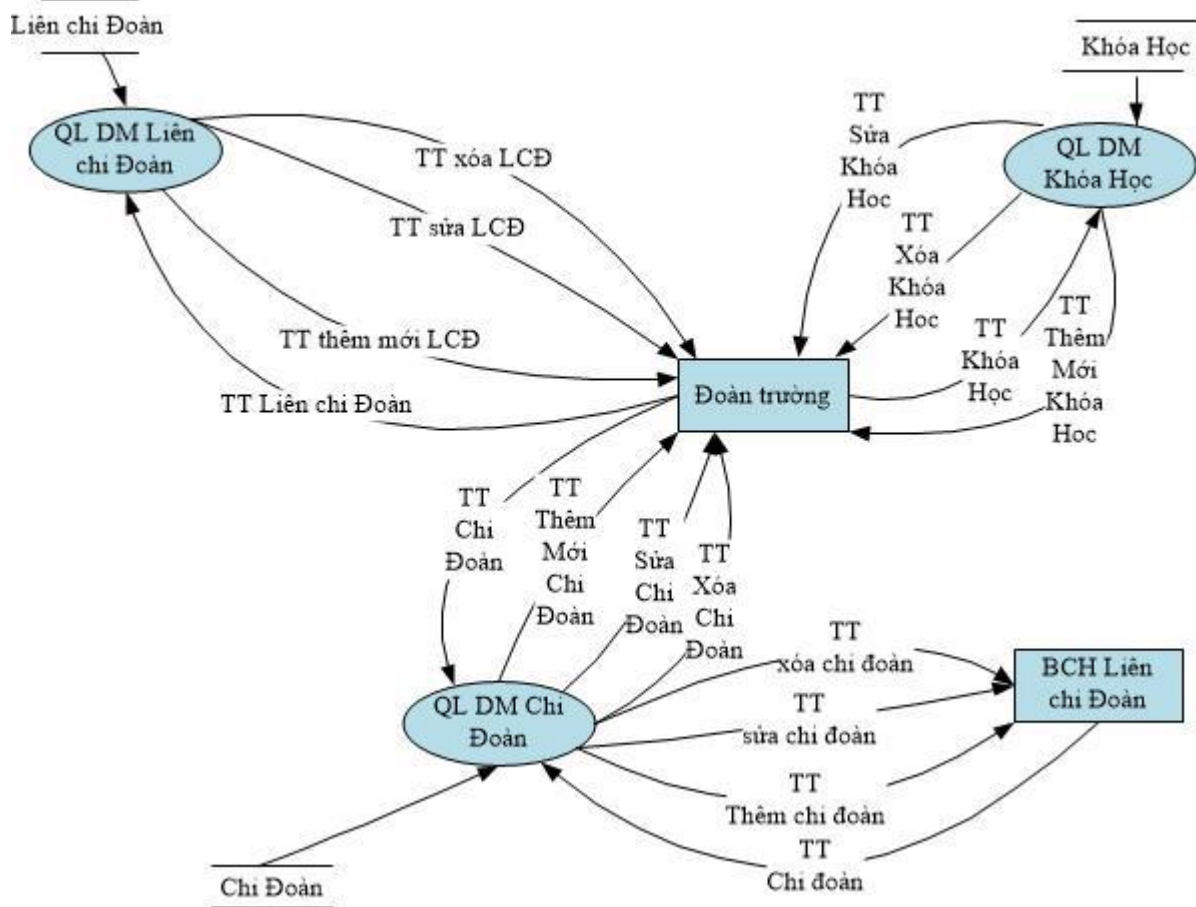 Liên chi Đoàn
Khóa Học
QL DM Liên
chi Đoàn
QL DM
Khóa Học
TT xóa LCĐ
TT sửa LCĐ
TT thêm mới LCĐ
TT Liên chi Đoàn
TT
Sửa
Khóa
Hoc
TT
Xóa
Khóa
Hoc
TT
Khóa
Học
TT
Thêm
Mới
Khóa
Hoc
Đoàn trường
TT
Chi
Đoàn
TT
Thêm
Mới
Chi
Đoàn
TT
Sửa
Chi
Đoàn
TT
Xóa
Chi
Đoàn
QL DM Chi
Đoàn
TT
xóa chi đoàn
TT
sửa chi đoàn
TT
Thêm chi đoàn
TT
Chi đoàn
BCH Liên
chi Đoàn
Chi Đoàn